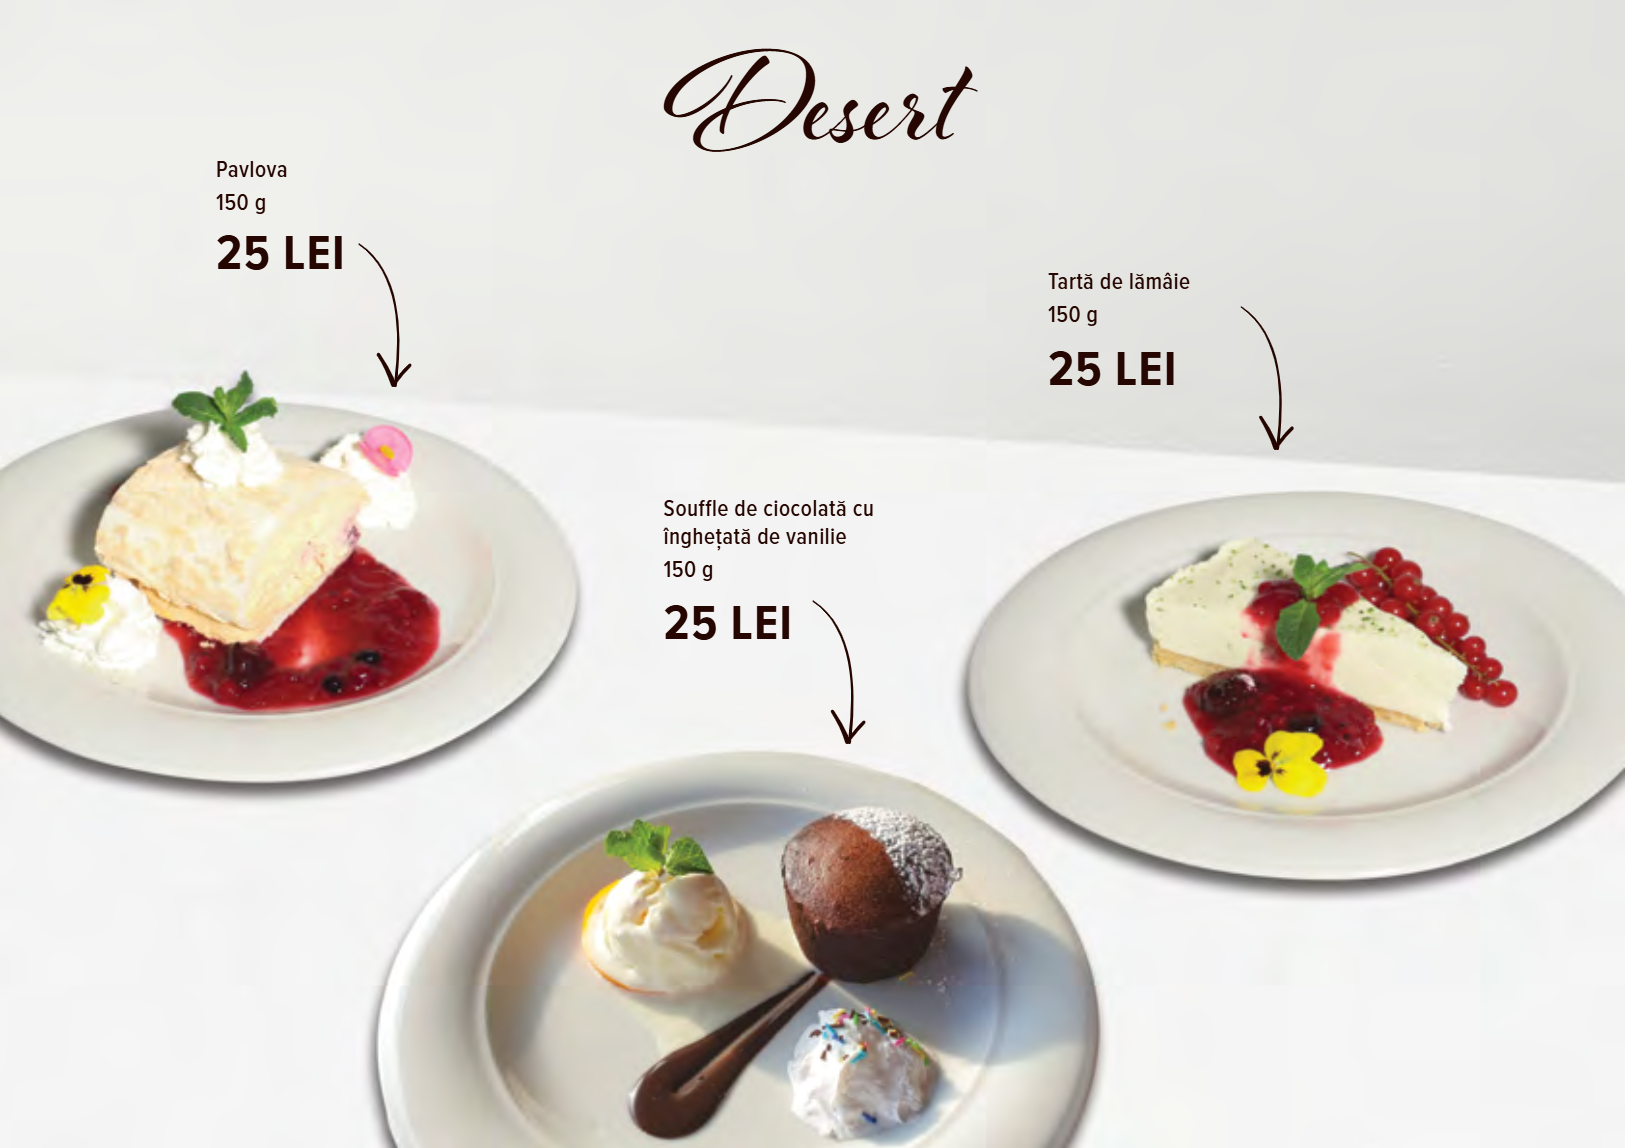 Desert
Pavlova
150 g
25 LEI
Tartă de lămâie
150 g
25 LEI
Souffle de ciocolată cu
înghețată de vanilie
150 g
25 LEI